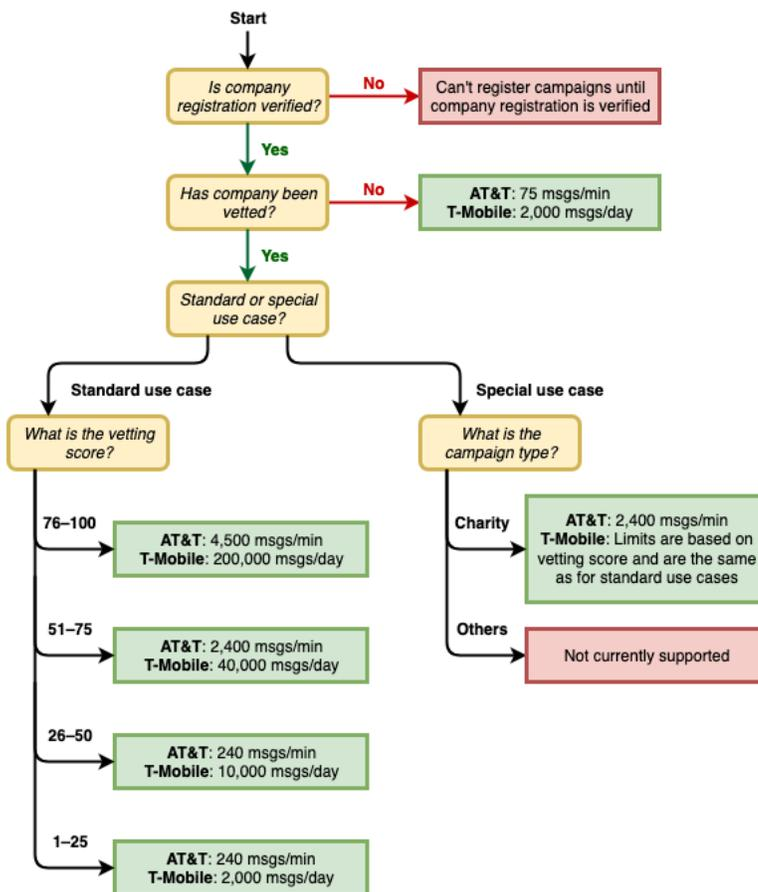 Start
Is company
registration verified?
No
Can't register campaigns until
company registration is verified
Yes
Has company been
vetted?
No
AT&T: 75 msgs/min
T-Mobile: 2,000 msgs/day
Yes
Standard or special
use case?
Standard use case
Special use case
What is the vetting
score?
What is the
campaign type?
76–100
AT&T: 4,500 msgs/min
T-Mobile: 200,000 msgs/day
51–75
AT&T: 2,400 msgs/min
T-Mobile: 40,000 msgs/day
26–50
AT&T: 240 msgs/min
T-Mobile: 10,000 msgs/day
1–25
AT&T: 240 msgs/min
T-Mobile: 2,000 msgs/day
Charity
AT&T: 2,400 msgs/min
T-Mobile: Limits are based on
vetting score and are the same
as for standard use cases
Others
Not currently supported